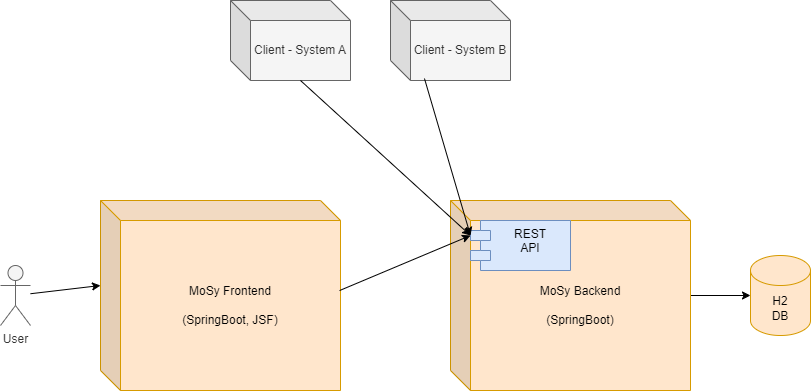 Client - System A
Client - System B
REST
API
MoSy Frontend
(SpringBoot, JSF)
MoSy Backend
(SpringBoot)
H2
DB
User